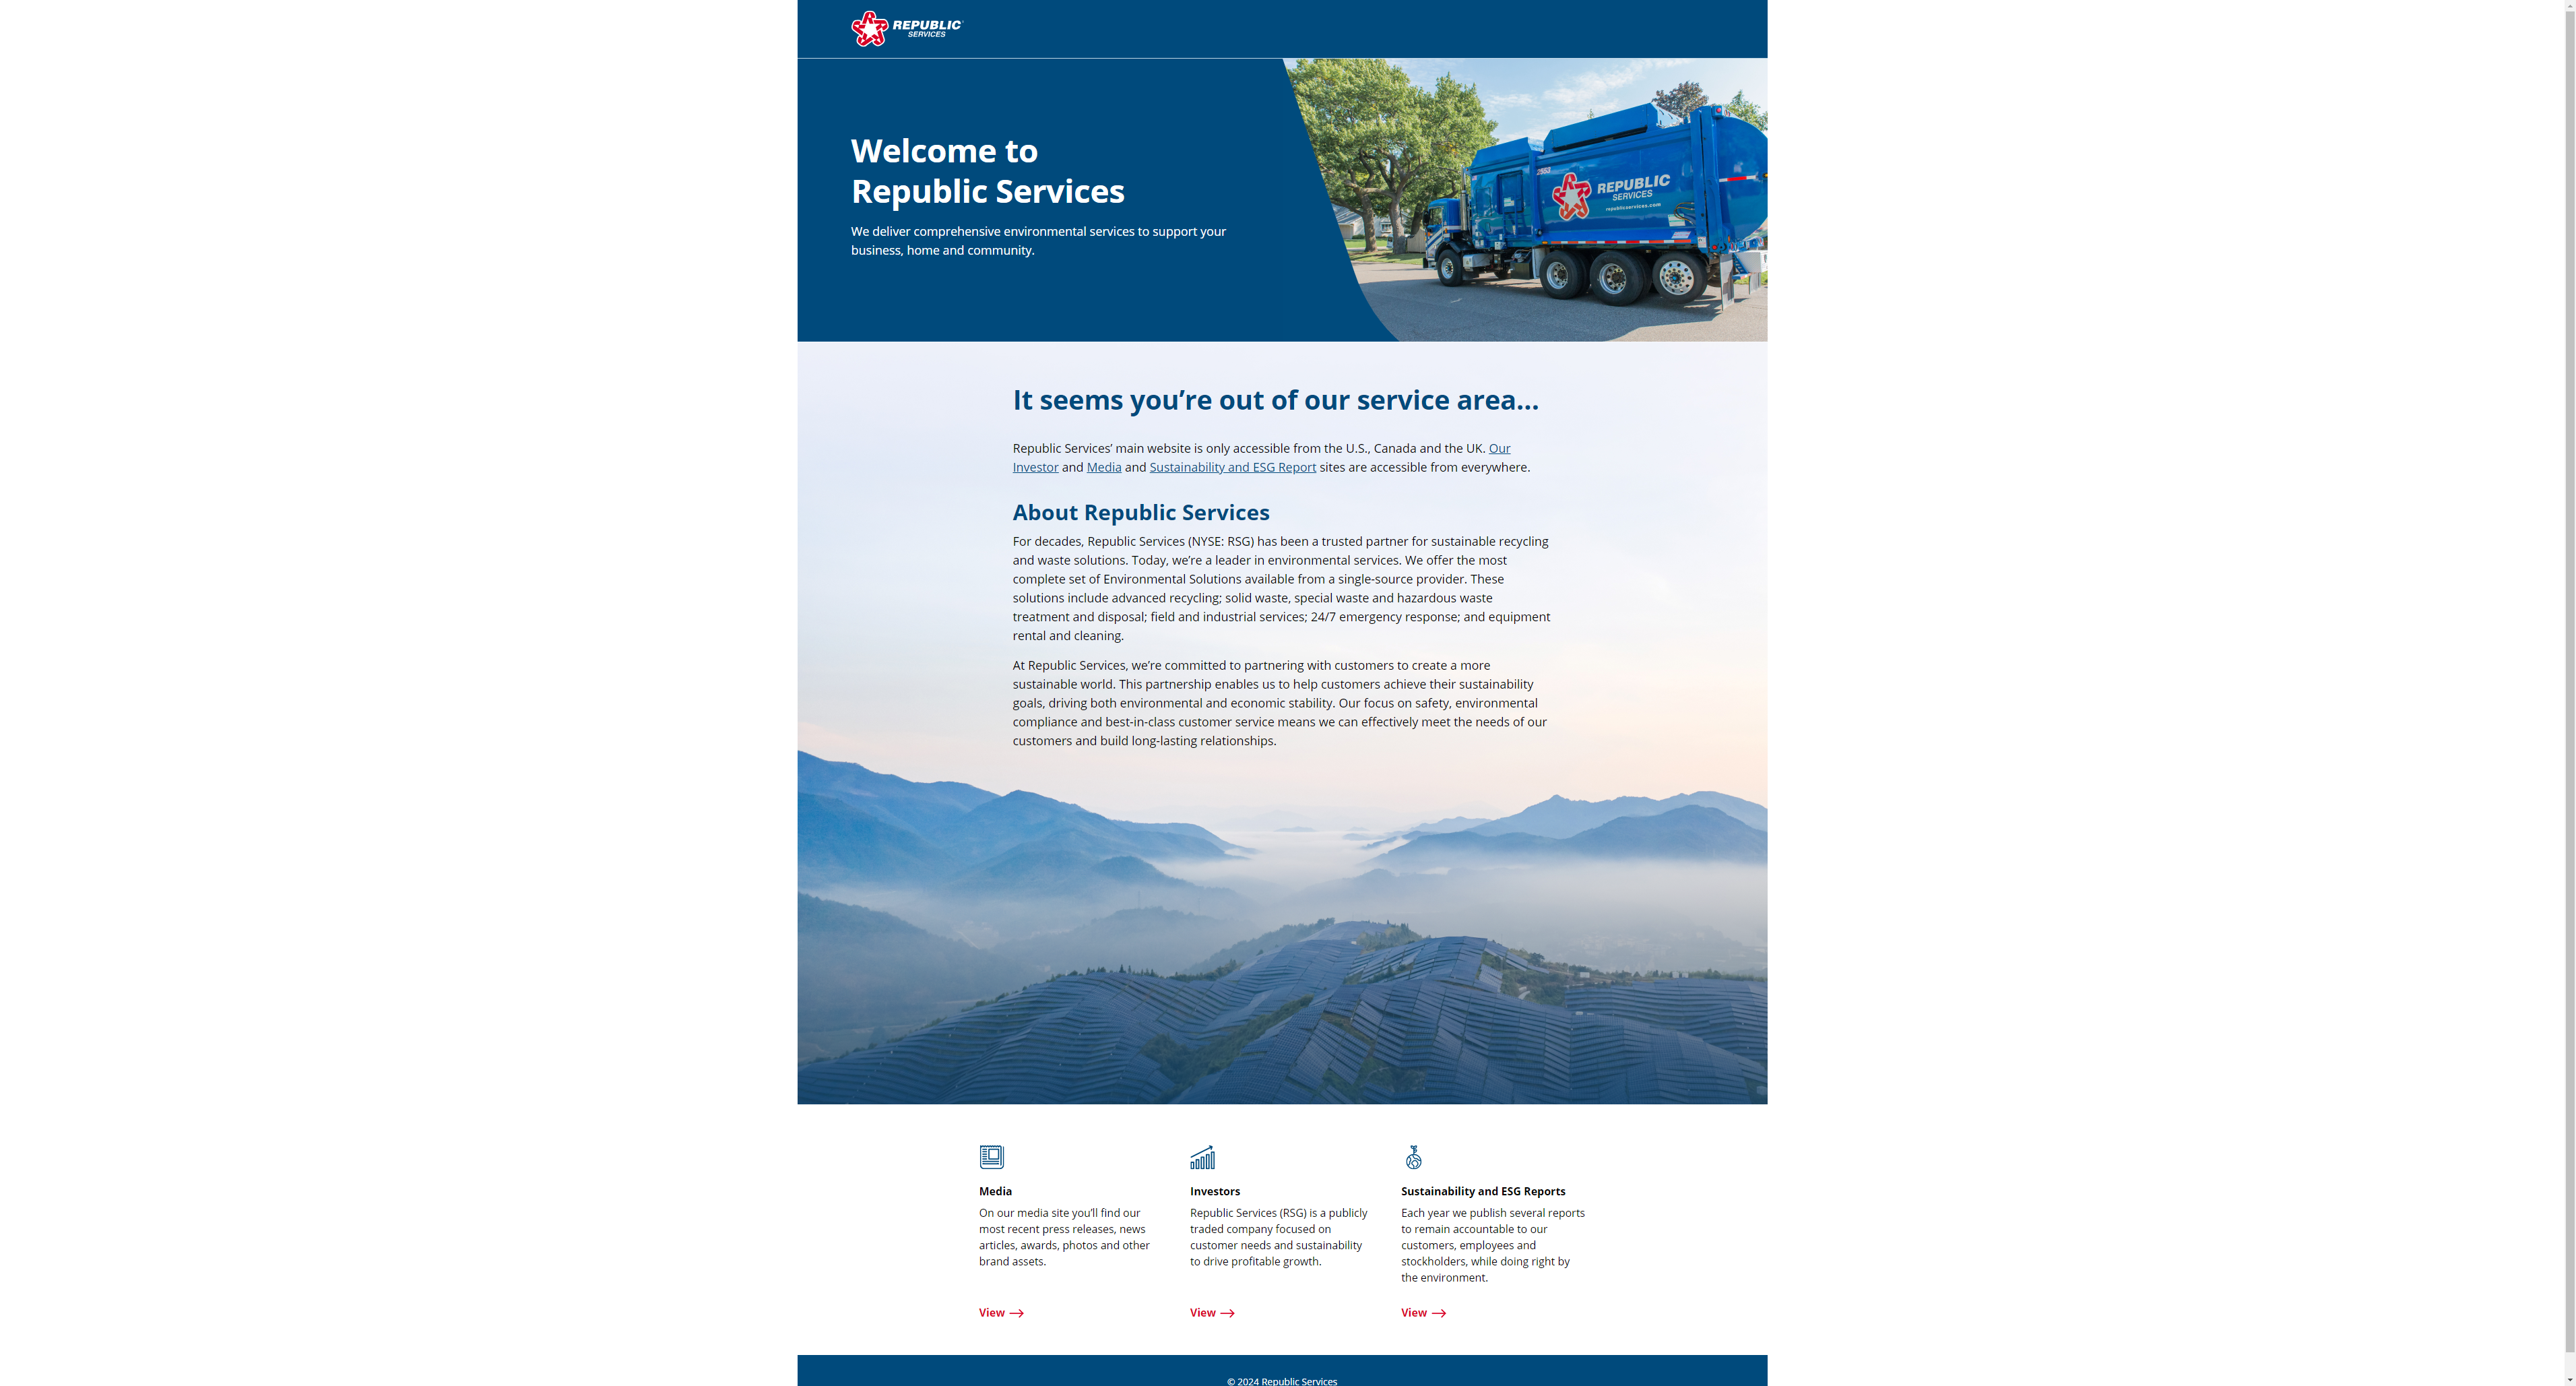 REPUBLIC
SERVICES
Welcome to
Republic Services
We deliver comprehensive environmental services to support your
business, home and community.
2553
REPUBLIC
SERVICES
republicservices.com
It seems you’re out of our service area...
Republic Services’ main website is only accessible from the U.S., Canada and the UK. Our
Investor and Media and Sustainability and ESG Report sites are accessible from everywhere.
About Republic Services
For decades, Republic Services (NYSE: RSG) has been a trusted partner for sustainable recycling
and waste solutions. Today, we’re a leader in environmental services. We offer the most
complete set of Environmental Solutions available from a single-source provider. These
solutions include advanced recycling; solid waste, special waste and hazardous waste
treatment and disposal; field and industrial services; 24/7 emergency response; and equipment
rental and cleaning.
At Republic Services, we’re committed to partnering with customers to create a more
sustainable world. This partnership enables us to help customers achieve their sustainability
goals, driving both environmental and economic stability. Our focus on safety, environmental
compliance and best-in-class customer service means we can effectively meet the needs of our
customers and build long-lasting relationships.
Media
On our media site you’ll find our
most recent press releases, news
articles, awards, photos and other
brand assets.
View
Investors
Republic Services (RSG) is a publicly
traded company focused on
customer needs and sustainability
to drive profitable growth.
View
Sustainability and ESG Reports
Each year we publish several reports
to remain accountable to our
customers, employees and
stockholders, while doing right by
the environment.
View
© 2024 Republic Services